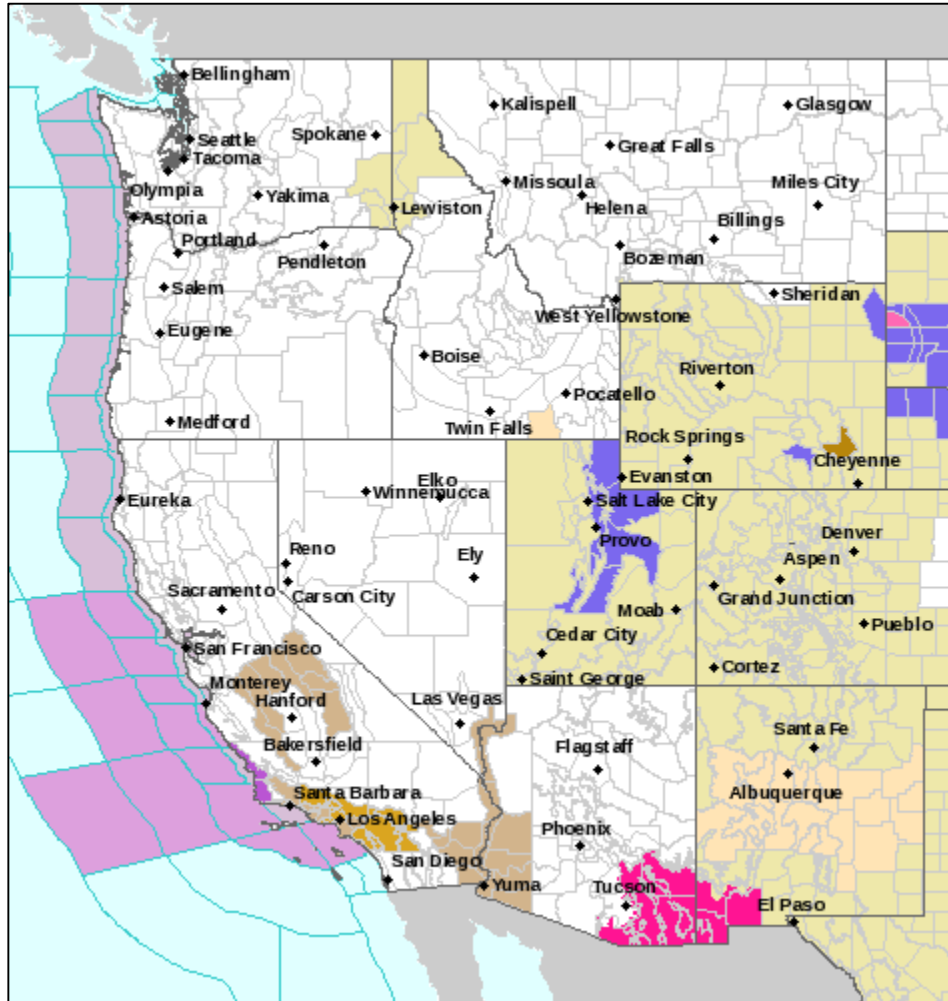 Bellingham
Kalispell
Glasgow
Seattle
Spokane
Great Falls
Tacoma
Olympia
Yakima
Missoula
Miles City
Helena
Lewiston
Astoria
Billings
Portland
Pendleton
Bozeman
Salem
Sheridan
West Yellowstone
Eugene
Boise
Riverton
Pocatello
Medford
Twin Falls
Rock Springs
Cheyenne
Elko
Winnemucca
Evanston
Eureka
Salt Lake City
Provo
Denver
Reno
Ely
Aspen
Sacramento
Carson City
Moab
Grand Junction
Pueblo
San Francisco
Cedar City
Cortez
Saint George
Monterey
Hanford
Las Vegas
Bakersfield
Flagstaff
Santa Fe
Albuquerque
Santa Barbara
Los Angeles
Phoenix
San Diego
Yuma
Tucson
El Paso